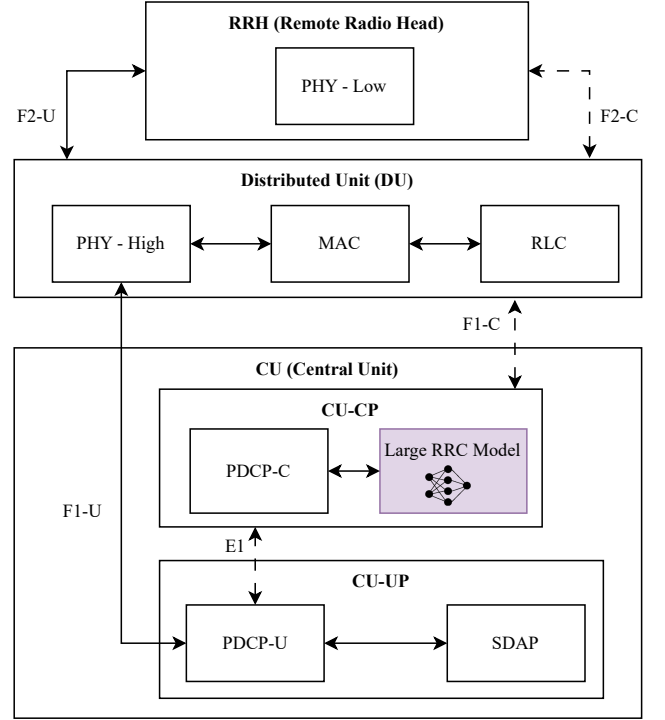 RRH (Remote Radio Head)
PHY - Low
F2-U
F2-C
Distributed Unit (DU)
PHY - High
MAC
RLC
F1-C
CU (Central Unit)
CU-CP
PDCP-C
Large RRC Model
F1-U
E1
CU-UP
PDCP-U
SDAP